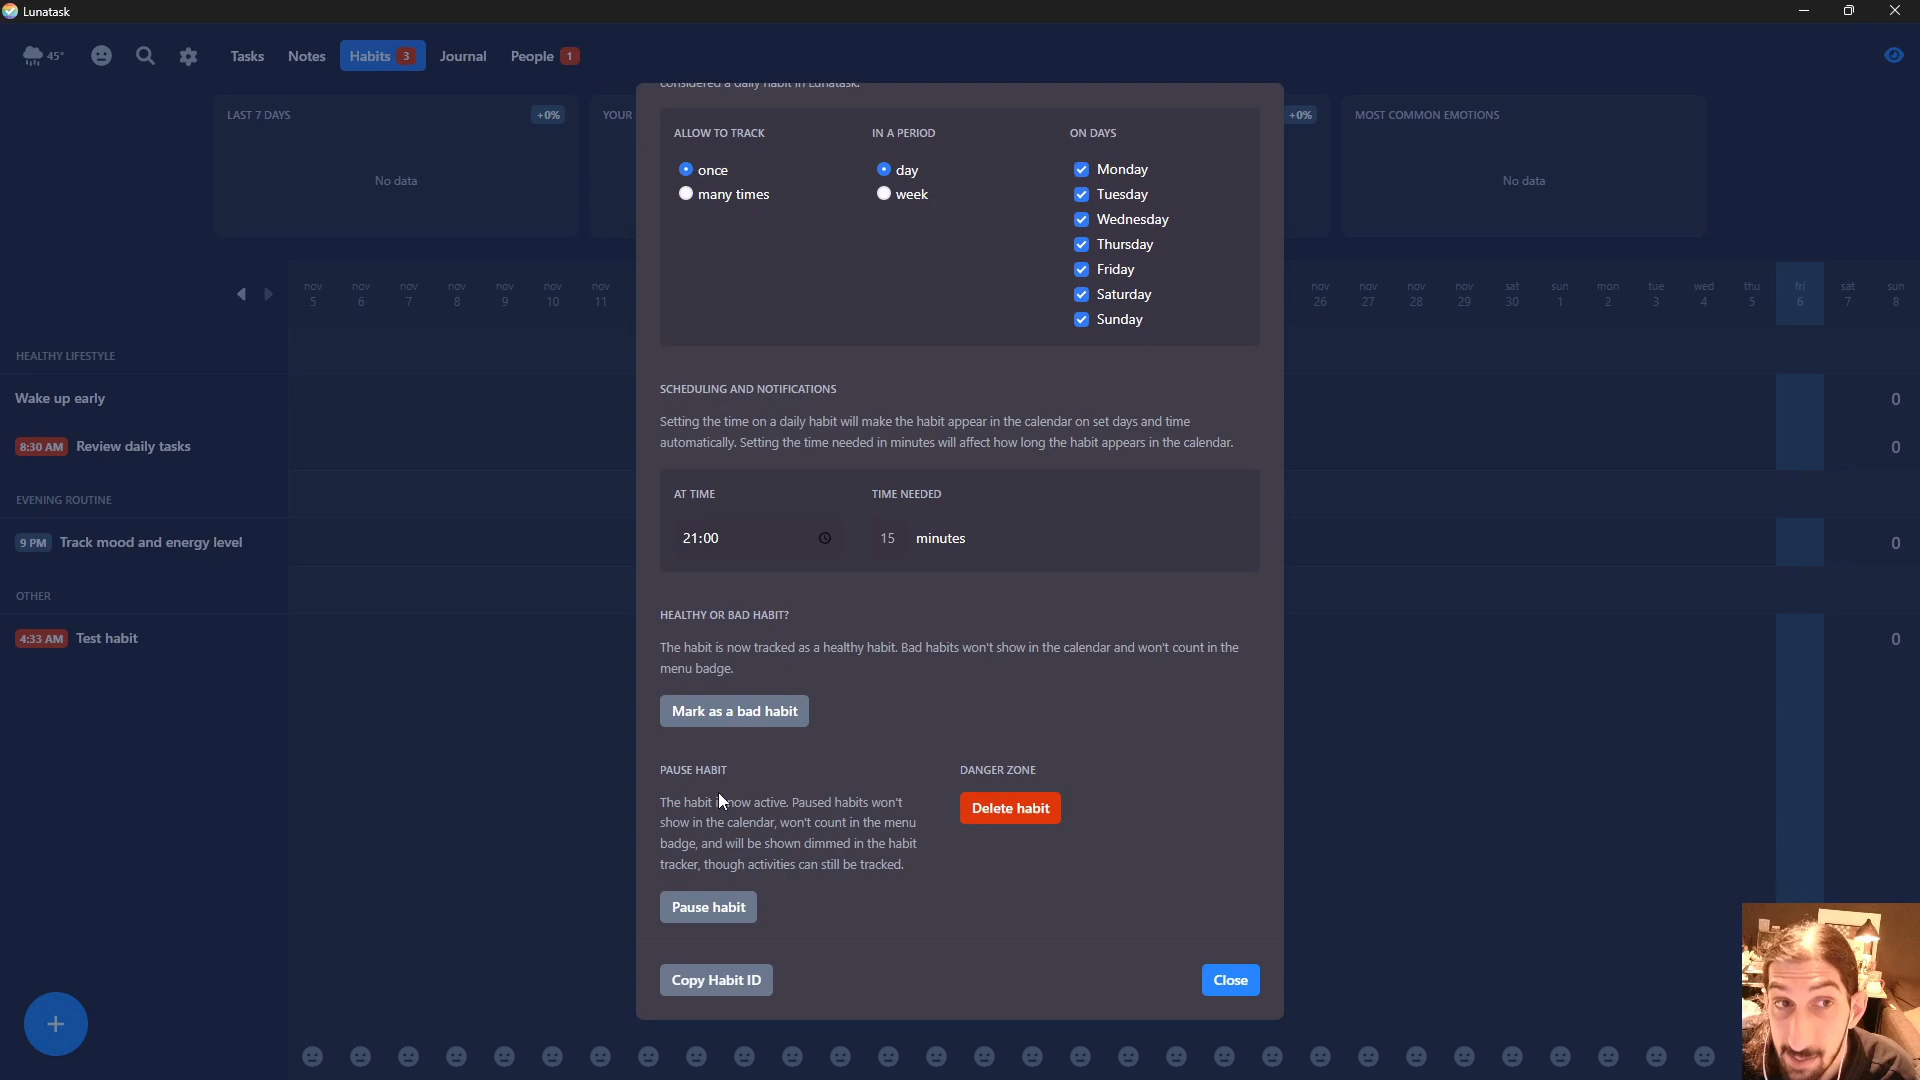 Lunatask
45°
Tasks
Notes
Habits 3
Journal
People 1
considered a daily habit in Lunatask.
LAST 7 DAYS
+0%
YOUR
+0%
MOST COMMON EMOTIONS
No data
No data
ALLOW TO TRACK
IN A PERIOD
ON DAYS
once
many times
day
week
Monday
Tuesday
Wednesday
Thursday
Friday
Saturday
Sunday
nov nov nov nov nov nov nov
5 6 7 8 9 10 11
nov nov nov nov sat sun mon tue wed thu fri sat sun
26 27 28 29 30 1 2 3 4 5 6 7 8
HEALTHY LIFESTYLE
Wake up early
0
8:30 AM Review daily tasks
0
EVENING ROUTINE
9 PM Track mood and energy level
0
OTHER
4:33 AM Test habit
0
SCHEDULING AND NOTIFICATIONS
Setting the time on a daily habit will make the habit appear in the calendar on set days and time
automatically. Setting the time needed in minutes will affect how long the habit appears in the calendar.
AT TIME
TIME NEEDED
21:00
15 minutes
HEALTHY OR BAD HABIT?
The habit is now tracked as a healthy habit. Bad habits won't show in the calendar and won't count in the
menu badge.
Mark as a bad habit
PAUSE HABIT
The habit now active. Paused habits won't
show in the calendar, won't count in the menu
badge, and will be shown dimmed in the habit
tracker, though activities can still be tracked.
Pause habit
DANGER ZONE
Delete habit
Copy Habit ID
Close